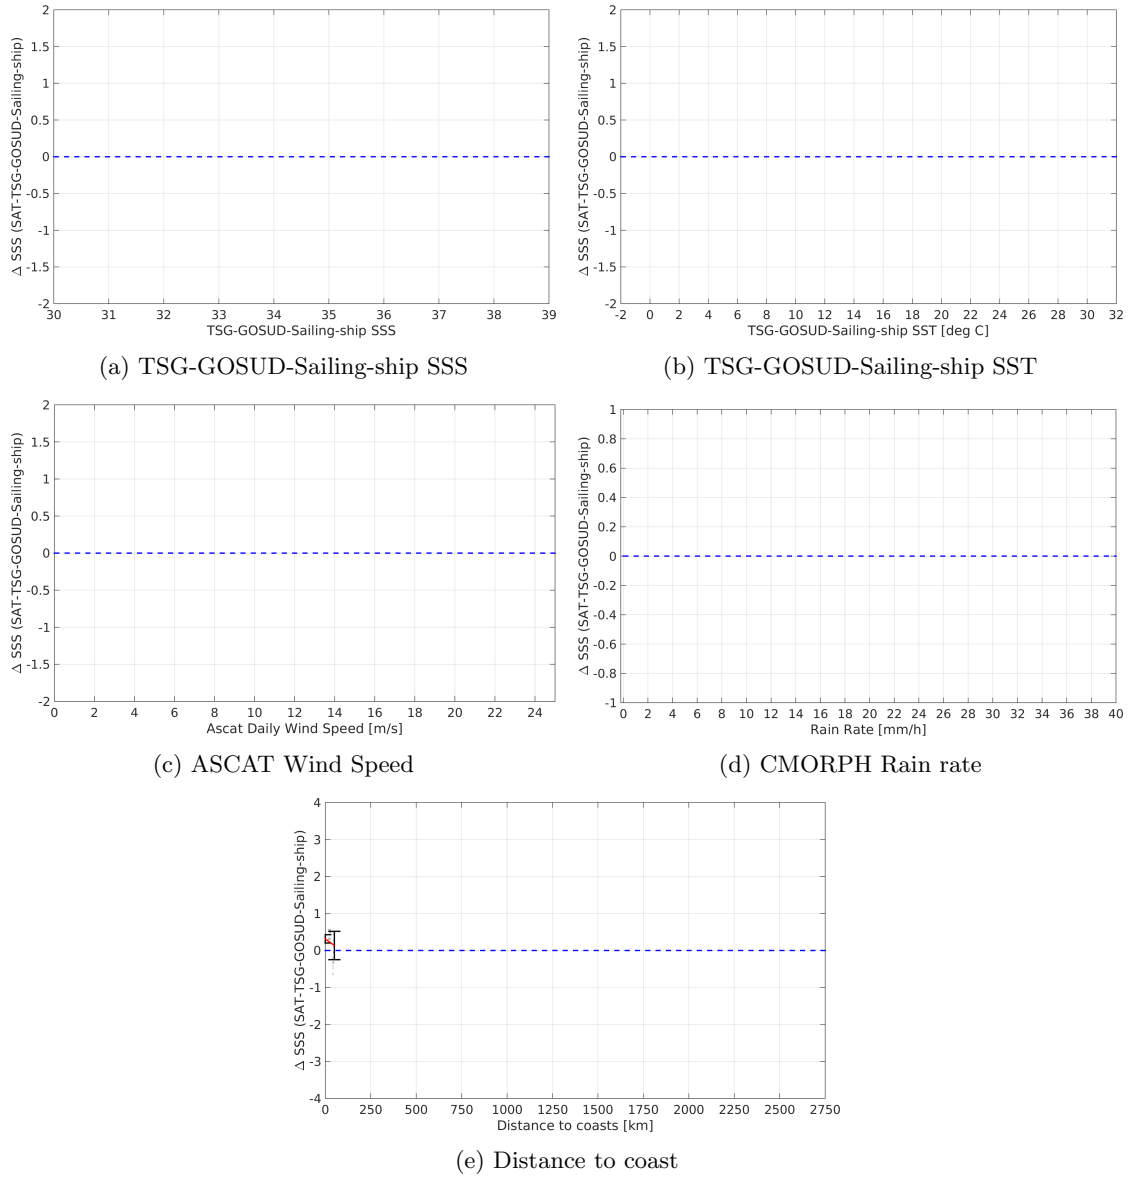 2
1.5
1
0.5
0
-0.5
-1
-1.5
-2
Δ SSS (SAT-TSG-GOSUD-Sailing-ship)
30 31 32 33 34 35 36 37 38 39
TSG-GOSUD-Sailing-ship SSS
(a) TSG-GOSUD-Sailing-ship SSS
2
1.5
1
0.5
0
-0.5
-1
-1.5
-2
Δ SSS (SAT-TSG-GOSUD-Sailing-ship)
-2 0 2 4 6 8 10 12 14 16 18 20 22 24 26 28 30 32
TSG-GOSUD-Sailing-ship SST [deg C]
(b) TSG-GOSUD-Sailing-ship SST
2
1.5
1
0.5
0
-0.5
-1
-1.5
-2
Δ SSS (SAT-TSG-GOSUD-Sailing-ship)
0 2 4 6 8 10 12 14 16 18 20 22 24
Ascat Daily Wind Speed [m/s]
(c) ASCAT Wind Speed
1
0.8
0.6
0.4
0.2
0
-0.2
-0.4
-0.6
-0.8
-1
Δ SSS (SAT-TSG-GOSUD-Sailing-ship)
0 2 4 6 8 10 12 14 16 18 20 22 24 26 28 30 32 34 36 38 40
Rain Rate [mm/h]
(d) CMORPH Rain rate
4
3
2
1
0
-1
-2
-3
-4
Δ SSS (SAT-TSG-GOSUD-Sailing-ship)
0 250 500 750 1000 1250 1500 1750 2000 2250 2500 2750
Distance to coasts [km]
(e) Distance to coast